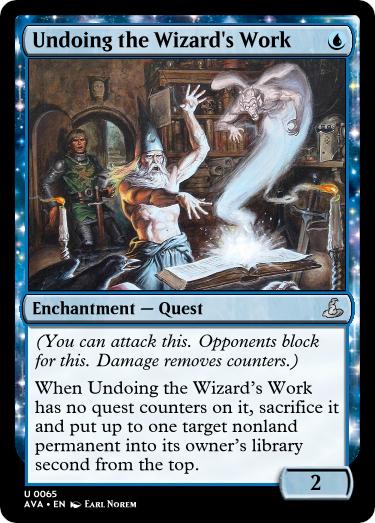 Undoing the Wizard's Work
Enchantment — Quest
(You can attack this. Opponents block
for this. Damage removes counters.)
When Undoing the Wizard's Work
has no quest counters on it, sacrifice it
and put up to one target nonland
permanent into its owner's library
second from the top.
2
U 0065
AVA • EN Earl Norem